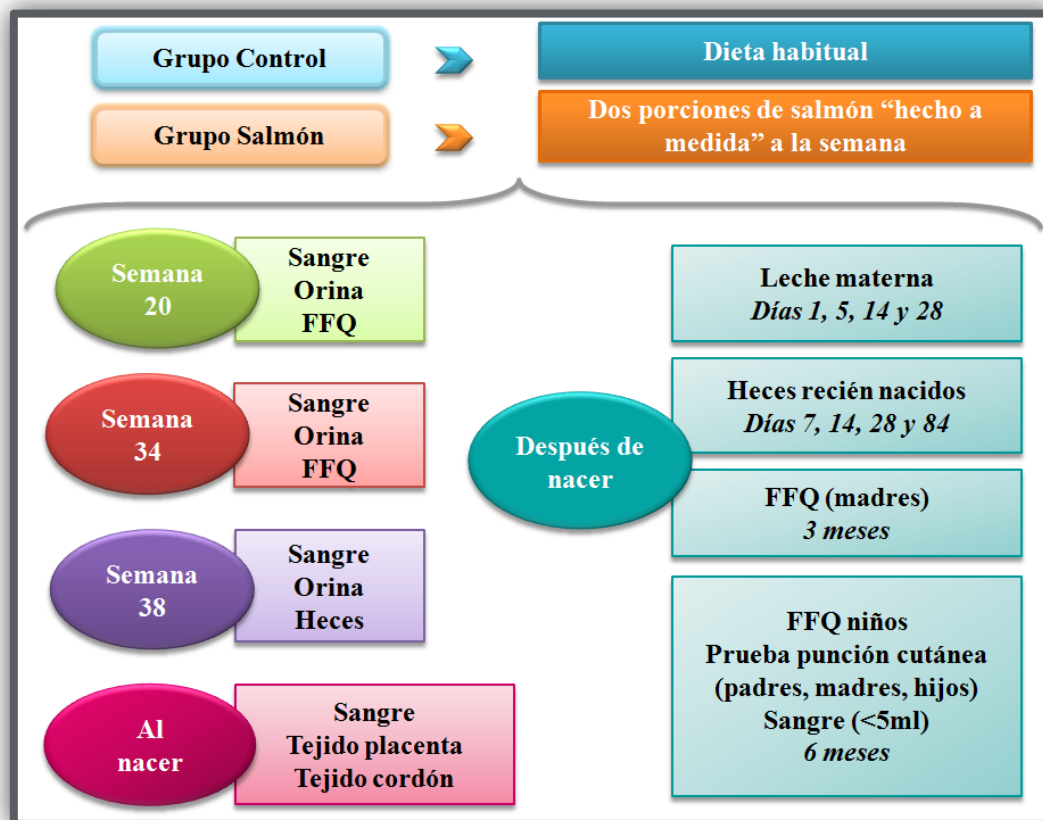 Grupo Control
Dieta habitual
Grupo Salmón
Dos porciones de salmón “hecho a
medida” a la semana
Semana
20
Sangre
Orina
FFQ
Semana
34
Sangre
Orina
FFQ
Semana
38
Sangre
Orina
Heces
Al
nacer
Sangre
Tejido placenta
Tejido cordón
Después de
nacer
Leche materna
Días 1, 5, 14 y 28
Heces recién nacidos
Días 7, 14, 28 y 84
FFQ (madres)
3 meses
FFQ niños
Prueba punción cutánea
(padres, madres, hijos)
Sangre (<5ml)
6 meses